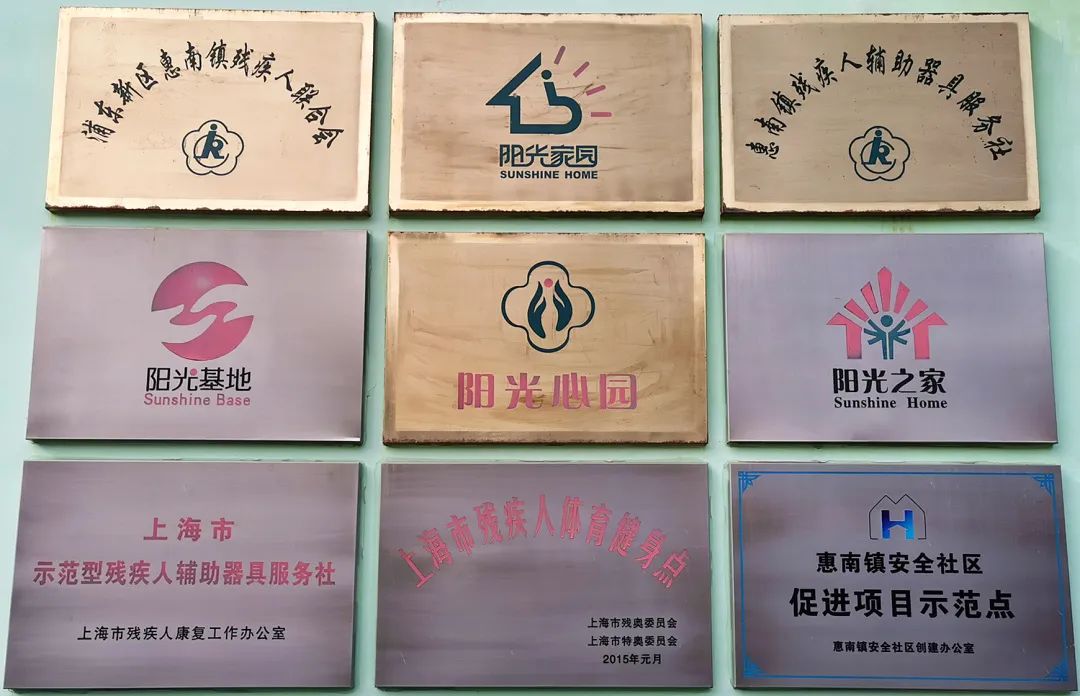 浦东新区惠南镇残疾人联合会
阳光家园
SUNSHINE HOME
惠南镇残疾人辅助器具服务社
阳光基地
Sunshine Base
阳光心园
阳光之家
Sunshine Home
上海市
示范型残疾人辅助器具服务社
上海市残疾人康复工作办公室
上海市残疾人体育健身点
上海市残奥委员会
上海市特奥委员会
2015年元月
H
惠南镇安全社区
促进项目示范点
惠南镇安全社区创建办公室